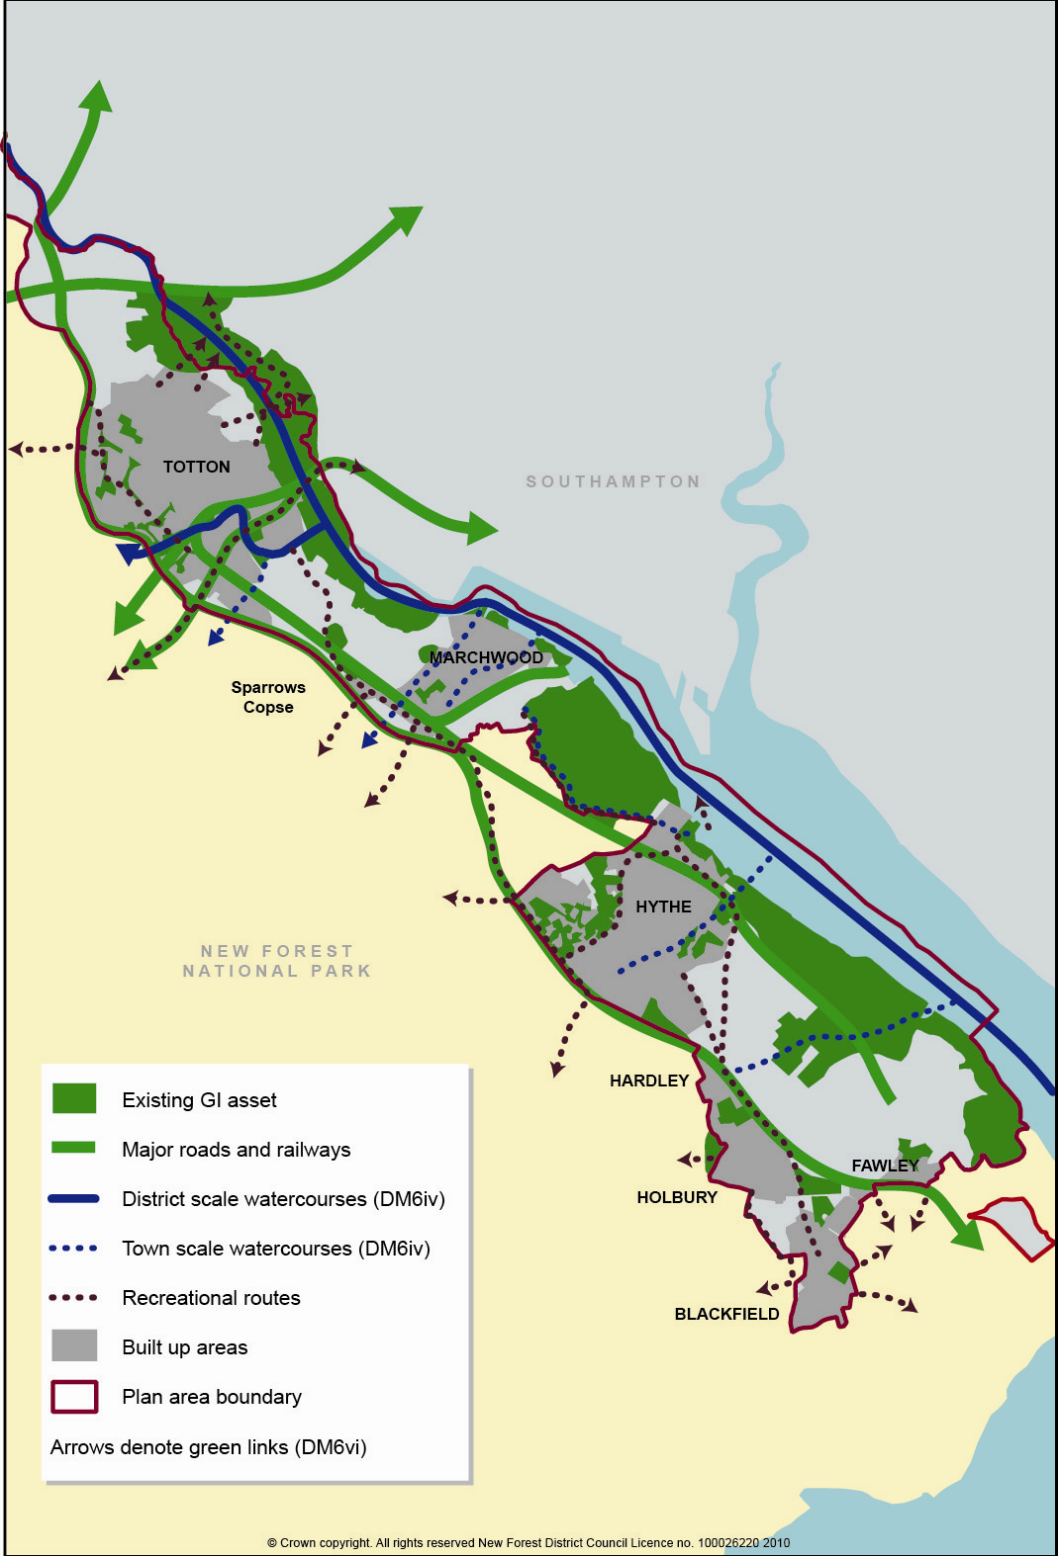 TOTTON
SOUTHAMPTON
MARCHWOOD
Sparrows
Copse
HYTHE
NEW FOREST
NATIONAL PARK
HARDLEY
FAWLEY
HOLBURY
BLACKFIELD
Existing GI asset
Major roads and railways
District scale watercourses (DM6iv)
Town scale watercourses (DM6iv)
Recreational routes
Built up areas
Plan area boundary
Arrows denote green links (DM6vi)
© Crown copyright. All rights reserved New Forest District Council Licence no. 100026220 2010